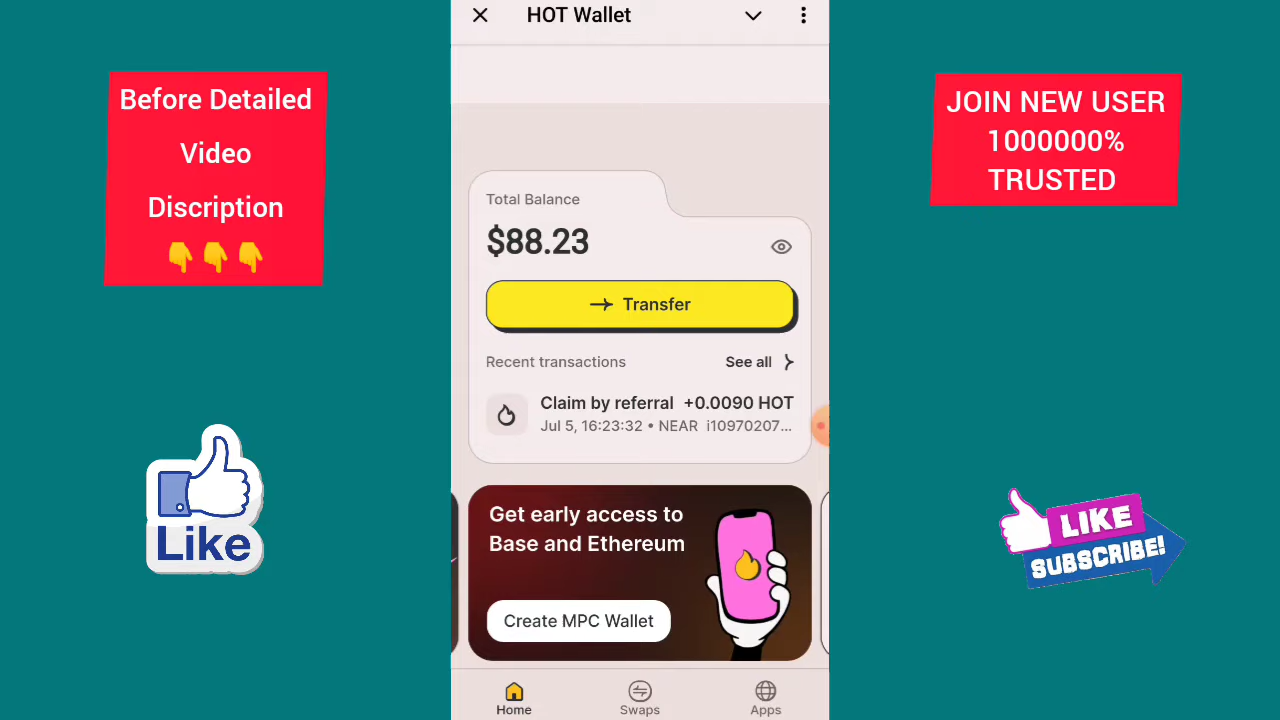 Before Detailed
Video
Discription
👇👇👇
Like
HOT Wallet
Total Balance
$88.23
Transfer
Recent transactions
See all
Claim by referral +0.0090 HOT
Jul 5, 16:23:32 • NEAR i10970207...
Get early access to
Base and Ethereum
Create MPC Wallet
Home
Swaps
Apps
JOIN NEW USER
1000000%
TRUSTED
LIKE
SUBSCRIBE!